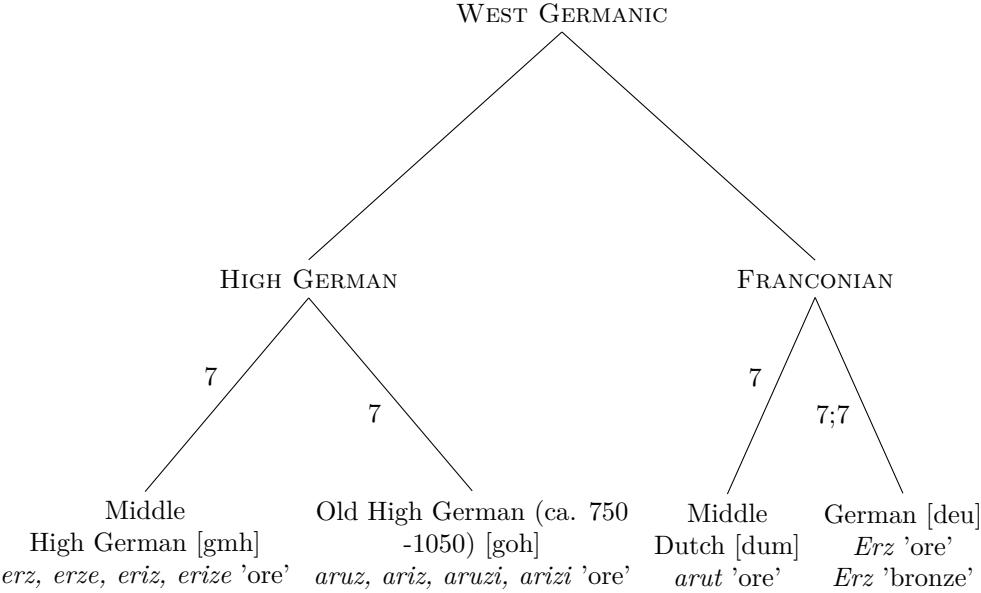 WEST GERMANIC
HIGH GERMAN
FRANCONIAN
7
7
7
7;7
Middle
High German [gmh]
erz, erze, eriz, erize 'ore'
Old High German (ca. 750
-1050) [goh]
aruz, ariz, aruzi, arizi 'ore'
Middle
Dutch [dum]
arut 'ore'
German [deu]
Erz 'ore'
Erz 'bronze'